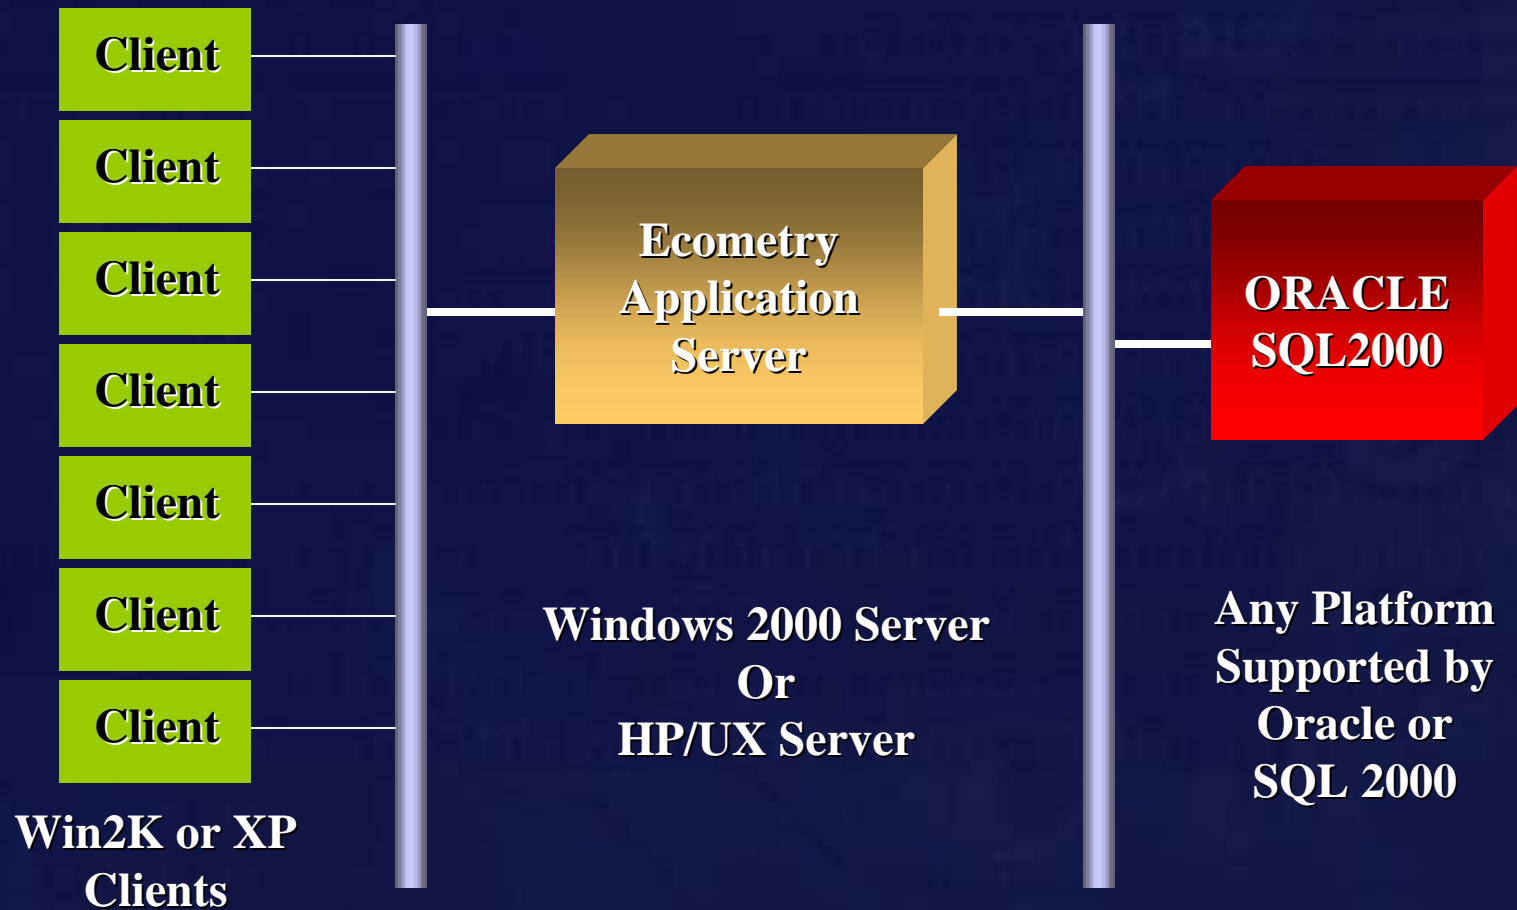 Client
Client
Client
Client
Client
Client
Client
Win2K or XP
Clients
Ecometry
Application
Server
Windows 2000 Server
Or
HP/UX Server
ORACLE
SQL2000
Any Platform
Supported by
Oracle or
SQL 2000